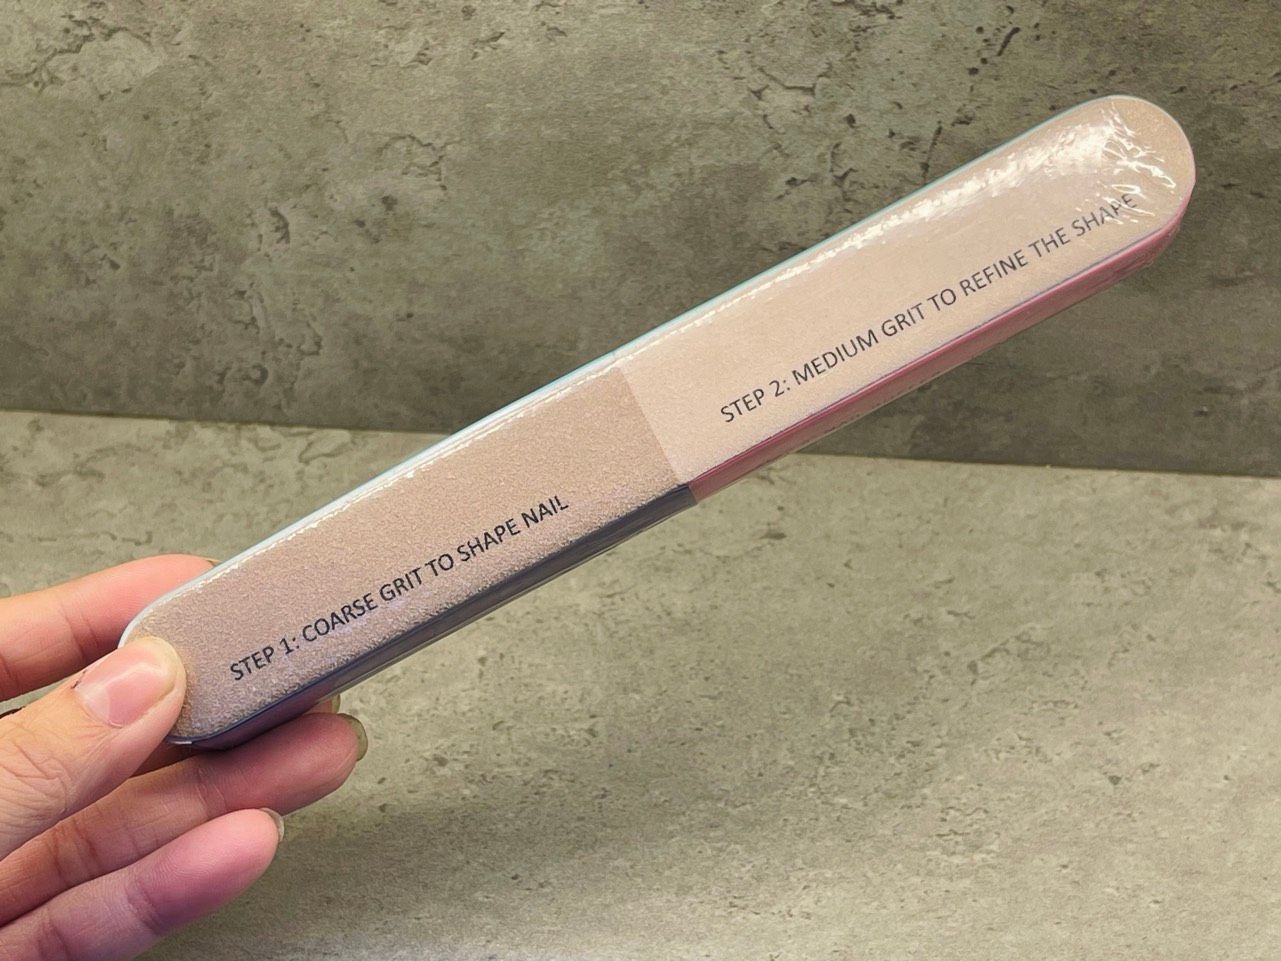 STEP 1: COARSE GRIT TO SHAPE NAIL
STEP 2: MEDIUM GRIT TO REFINE THE SHAPE